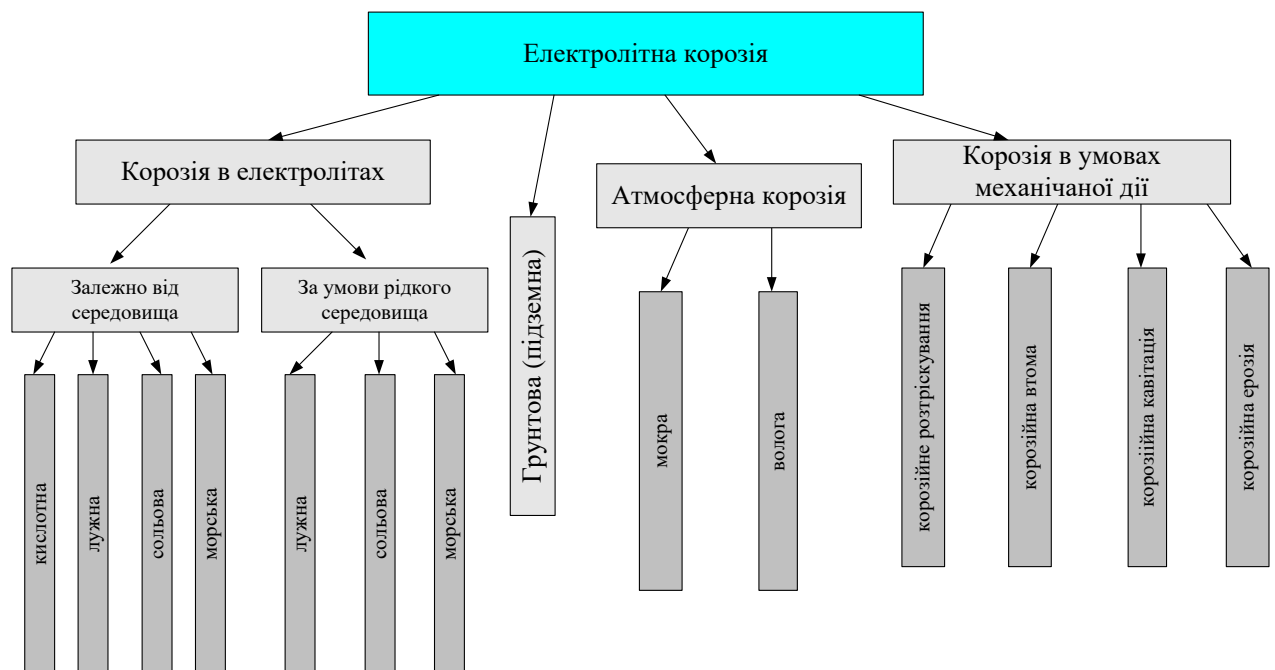 Електролітна корозія
Корозія в електролітах
Грунтова (підземна)
Атмосферна корозія
Корозія в умовах
механічаної дії
Залежно від
середовища
За умови рідкого
середовища
кислотна
лужна
сольова
морська
лужна
сольова
морська
мокра
волога
корозійне розтріскування
корозійна втома
корозіійна кавітація
корозійна ерозія